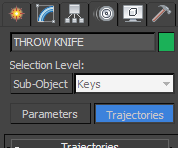 THROW KNIFE
Selection Level:
Sub-Object Keys
Parameters Trajectories
Trajectories